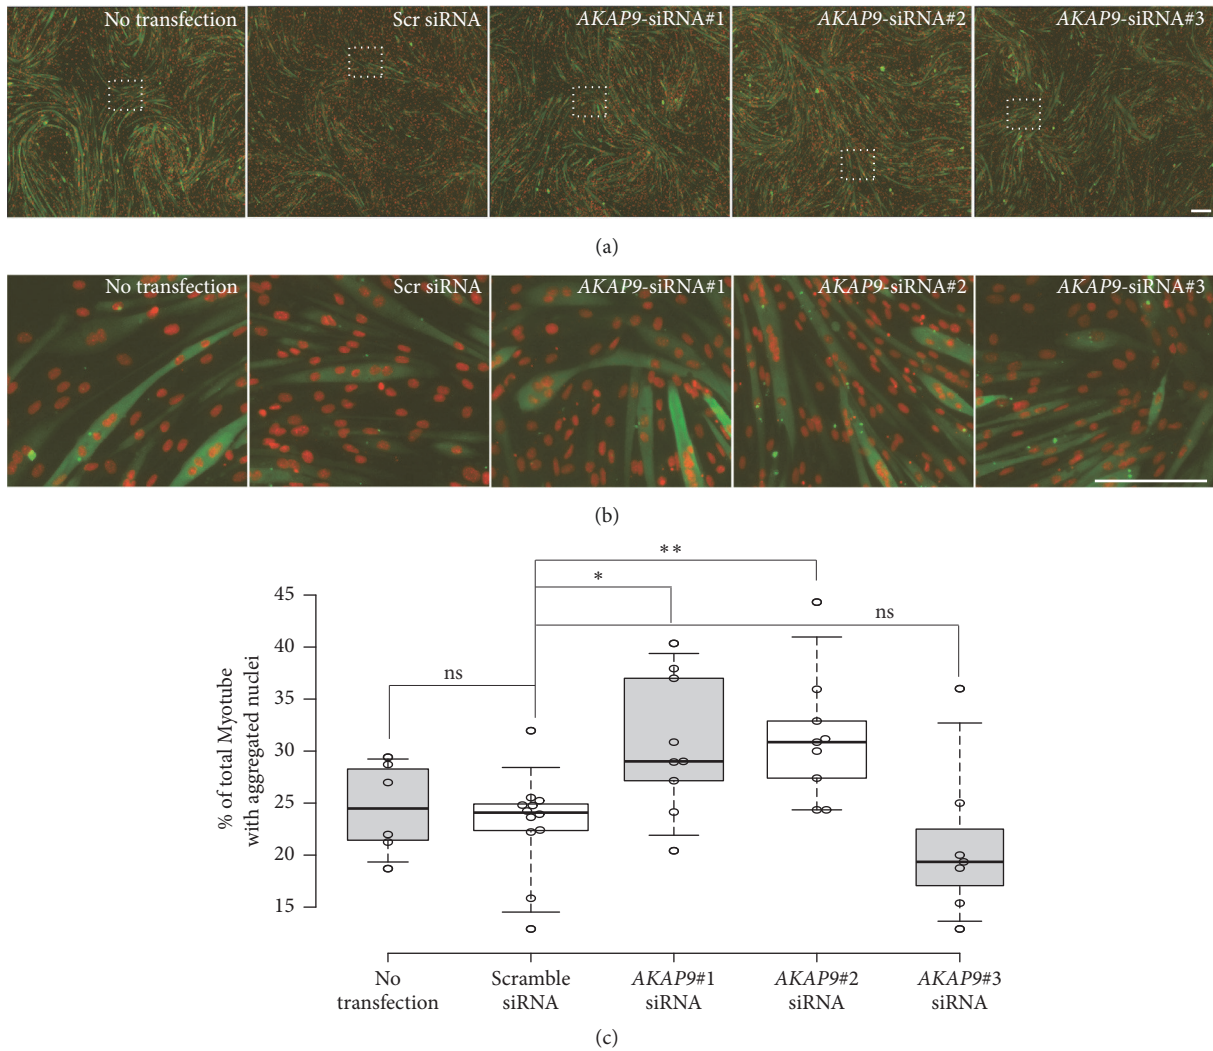 No transfection
Scr siRNA
AKAP9-siRNA#1
AKAP9-siRNA#2
AKAP9-siRNA#3
(a)
No transfection
Scr siRNA
AKAP9-siRNA#1
AKAP9-siRNA#2
AKAP9-siRNA#3
(b)
% of total Myotube
with aggregated nuclei
45
40
35
30
25
20
15
ns
*
**
ns
No
transfection
Scramble
siRNA
AKAP9#1
siRNA
AKAP9#2
siRNA
AKAP9#3
siRNA
(c)